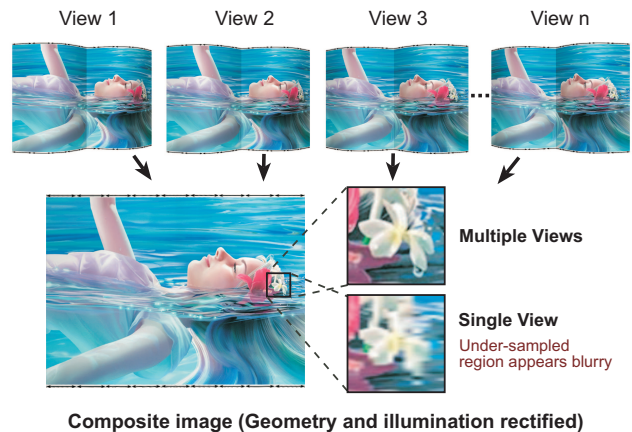 View 1
View 2
View 3
View n
...
Multiple Views
Single View
Under-sampled
region appears blurry
Composite image (Geometry and illumination rectified)